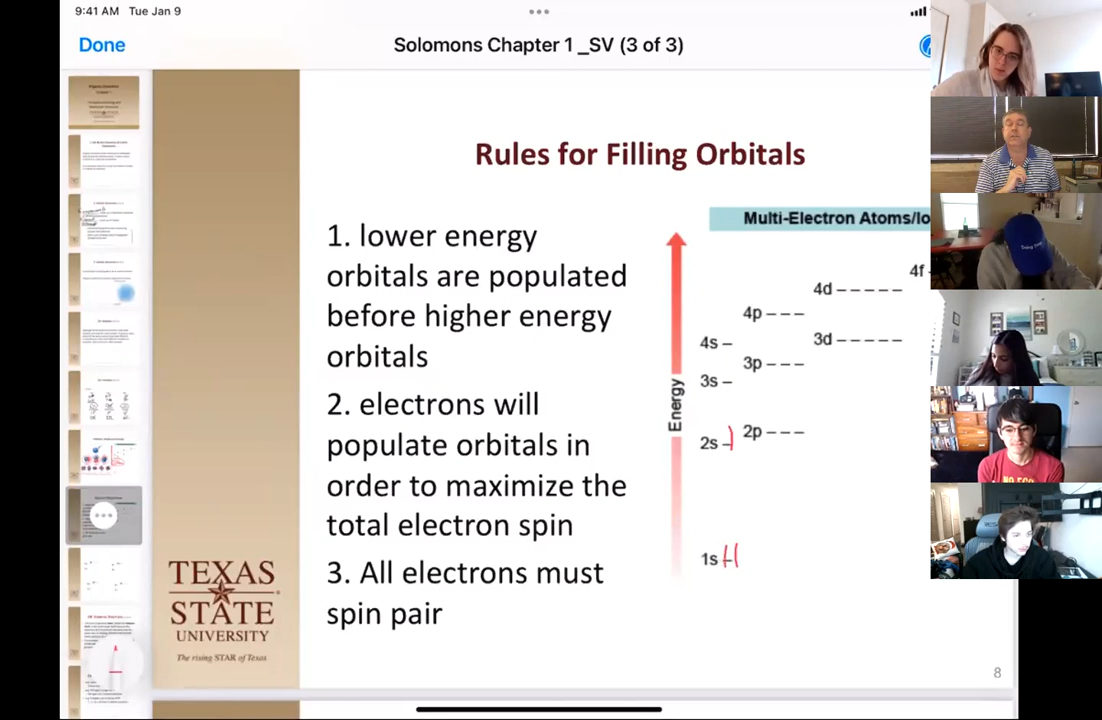 9:41 AM Tue Jan 9
Done
Solomons Chapter 1 _SV (3 of 3)
Rules for Filling Orbitals
1. lower energy
orbitals are populated
before higher energy
orbitals
2. electrons will
populate orbitals in
order to maximize the
total electron spin
3. All electrons must
spin pair
Multi-Electron Atoms/Io
Energy
4f
4d
4p
4s
3d
3p
3s
2p
2s
1s
TEXAS
STATE
UNIVERSITY
The rising STAR of Texas
8